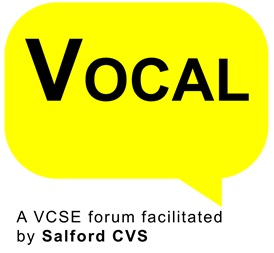 VOCAL
A VCSE forum facilitated
by Salford CVS